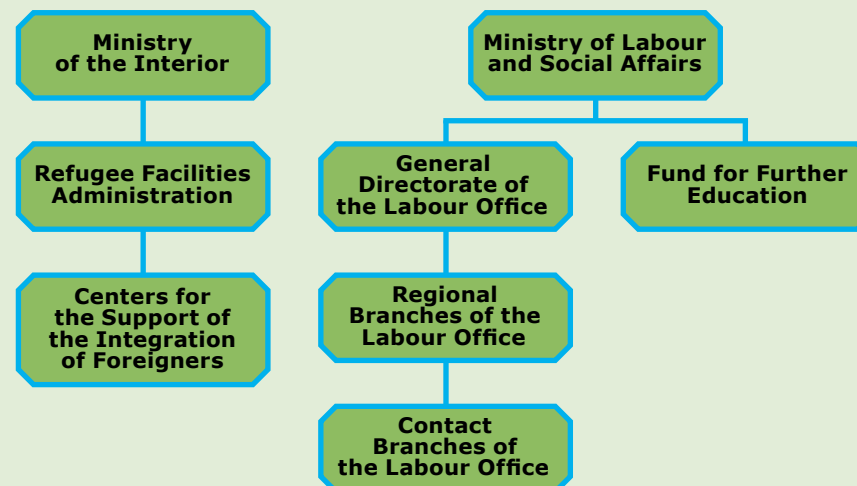 Ministry
of the Interior
Ministry of Labour
and Social Affairs
Refugee Facilities
Administration
General
Directorate of
the Labour Office
Fund for Further
Education
Centers for
the Support of
the Integration
of Foreigners
Regional
Branches of the
Labour Office
Contact
Branches of
the Labour Office